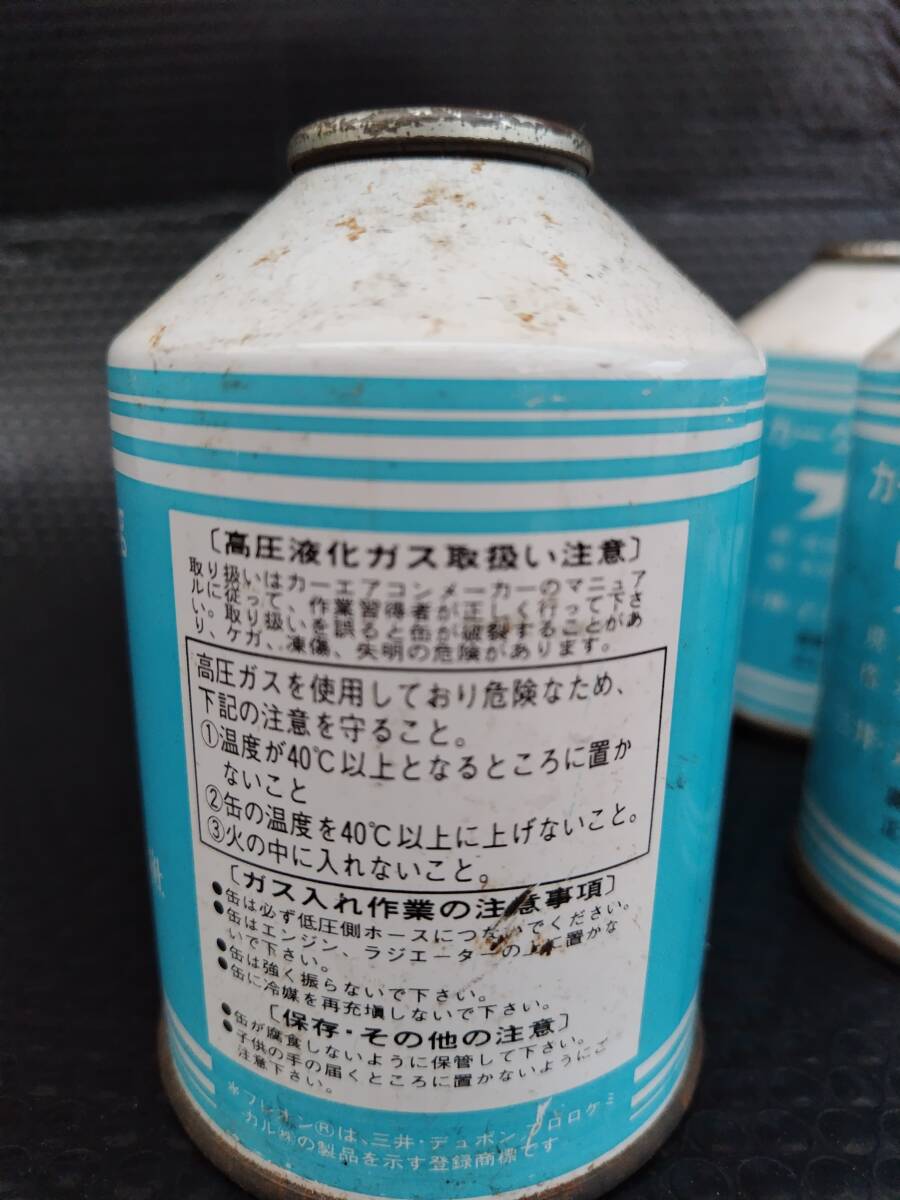 〔高圧液化ガス取扱い注意〕
取り扱いはカーエアコンメーカーのマニュア
ルに従って、作業習得者が正しく行って下さ
い。取り扱いを誤ると缶が破裂することがあ
り、ケガ、凍傷、失明の危険があります。
高圧ガスを使用しており危険なため、
下記の注意を守ること。
①温度が40℃以上となるところに置か
ないこと
②缶の温度を40℃以上に上げないこと。
③火の中に入れないこと。
〔ガス入れ作業の注意事項〕
●缶は必ず低圧側ホースにつないでください。
●缶はエンジン、ラジエーターの上に置かな
いで下さい。
●缶は強く振らないで下さい。
●缶に冷媒を再充填しないで下さい。
〔保存・その他の注意〕
●缶が腐食しないように保管して下さい。
●子供の手の届くところに置かないようにご
注意下さい。
＊フレオン®は、三井・デュポンフロロケミ
カル㈱の製品を示す登録商標です
カーク
カー